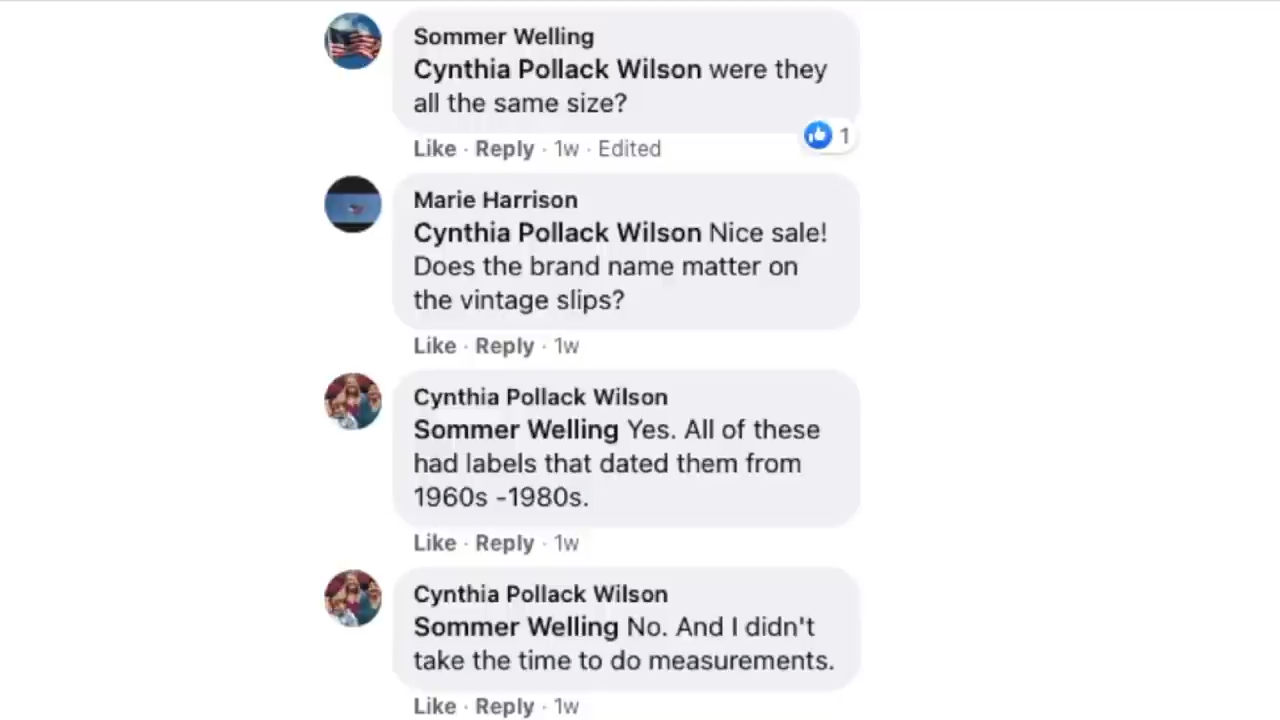 Sommer Welling
Cynthia Pollack Wilson were they
all the same size?
Like · Reply · 1w · Edited
1
Marie Harrison
Cynthia Pollack Wilson Nice sale!
Does the brand name matter on
the vintage slips?
Like · Reply · 1w
Cynthia Pollack Wilson
Sommer Welling Yes. All of these
had labels that dated them from
1960s -1980s.
Like · Reply · 1w
Cynthia Pollack Wilson
Sommer Welling No. And I didn't
take the time to do measurements.
Like · Reply · 1w